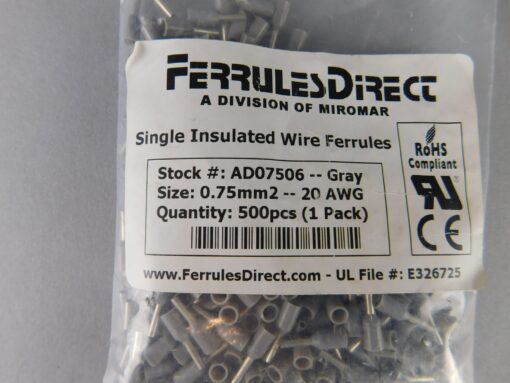 FERRULESDIRECT
A DIVISION OF MIROMAR
Single Insulated Wire Ferrules
Stock #: AD07506 -- Gray
Size: 0.75mm2 -- 20 AWG
Quantity: 500pcs (1 Pack)
RoHS
Compliant
RU
CE
www.FerrulesDirect.com - UL File #: E326725